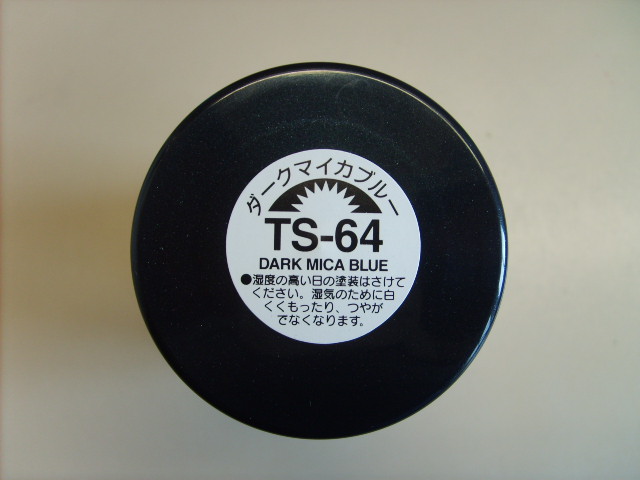 ダークマイカブルー
TS-64
DARK MICA BLUE
●湿度の高い日の塗装はさけて
ください。湿気のために白
くくもったり、つやが
でなくなります。